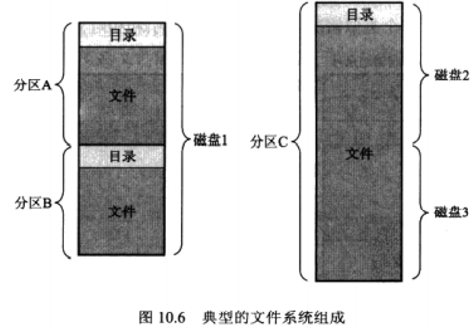 目录
分区A
文件
磁盘1
目录
分区B
文件
目录
磁盘2
分区C
文件
磁盘3
图 10.6 典型的文件系统组成